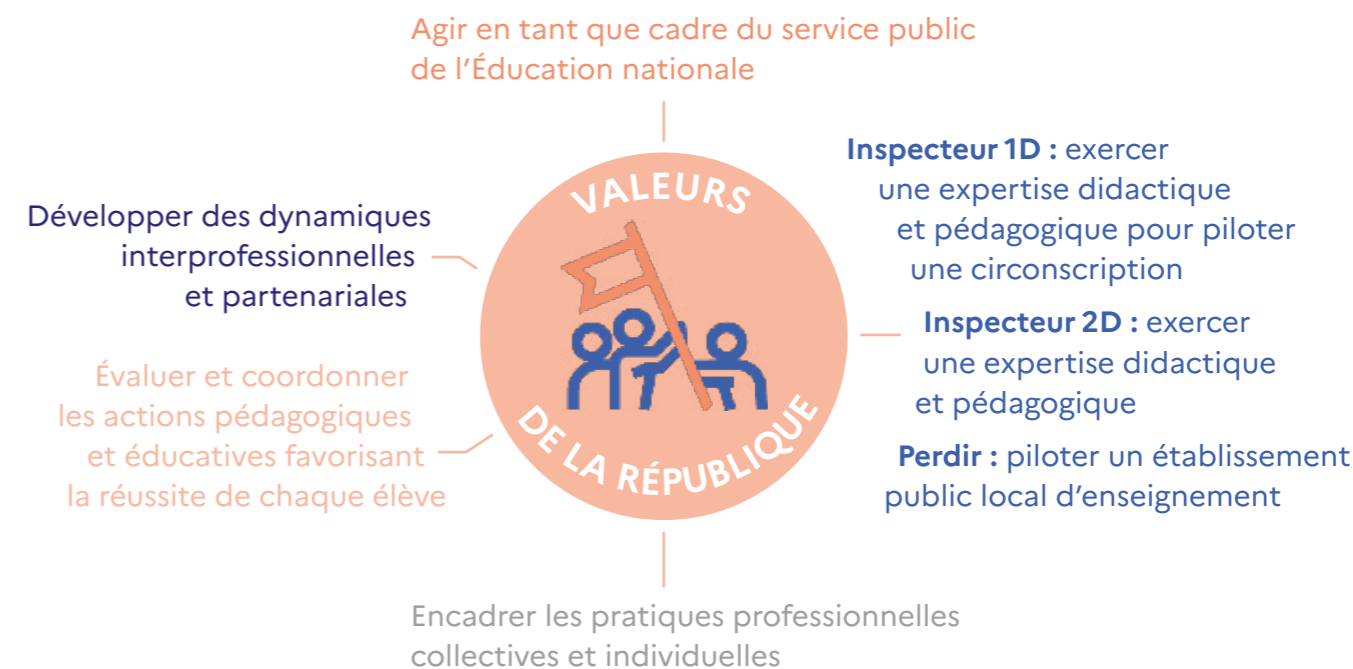 Agir en tant que cadre du service public
de l’Éducation nationale
VALEURS
DE LA RÉPUBLIQUE
Inspecteur 1D : exercer
une expertise didactique
et pédagogique pour piloter
une circonscription
Inspecteur 2D : exercer
une expertise didactique
et pédagogique
Perdir : piloter un établissement
public local d’enseignement
Développer des dynamiques
interprofessionnelles
et partenariales
Évaluer et coordonner
les actions pédagogiques
et éducatives favorisant
la réussite de chaque élève
Encadrer les pratiques professionnelles
collectives et individuelles